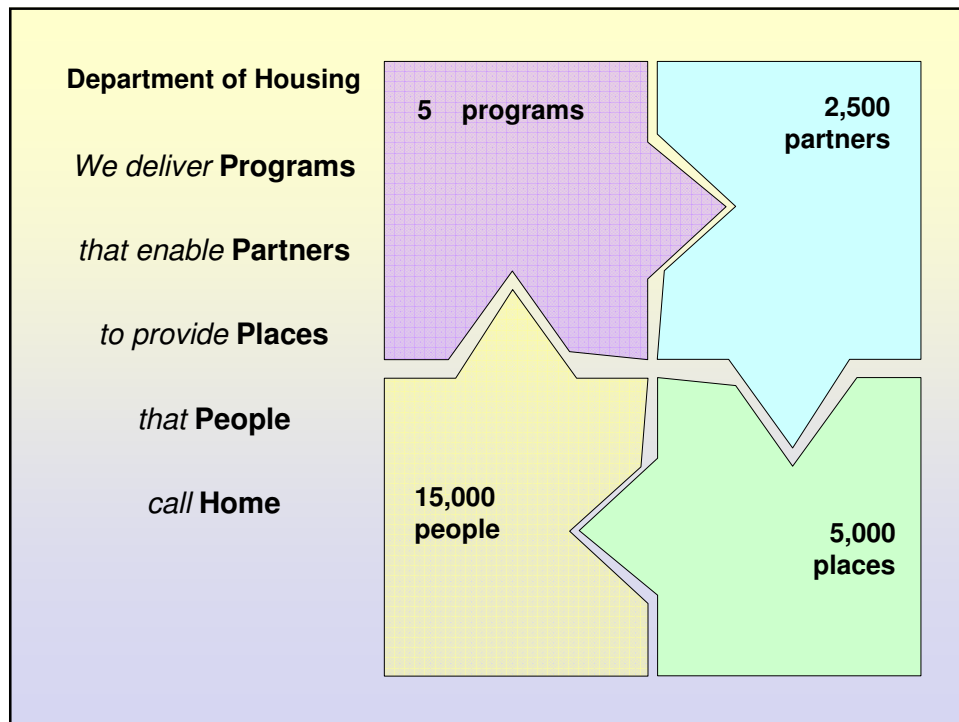 Department of Housing
We deliver Programs
that enable Partners
to provide Places
that People
call Home
5 programs
2,500
partners
15,000
people
5,000
places